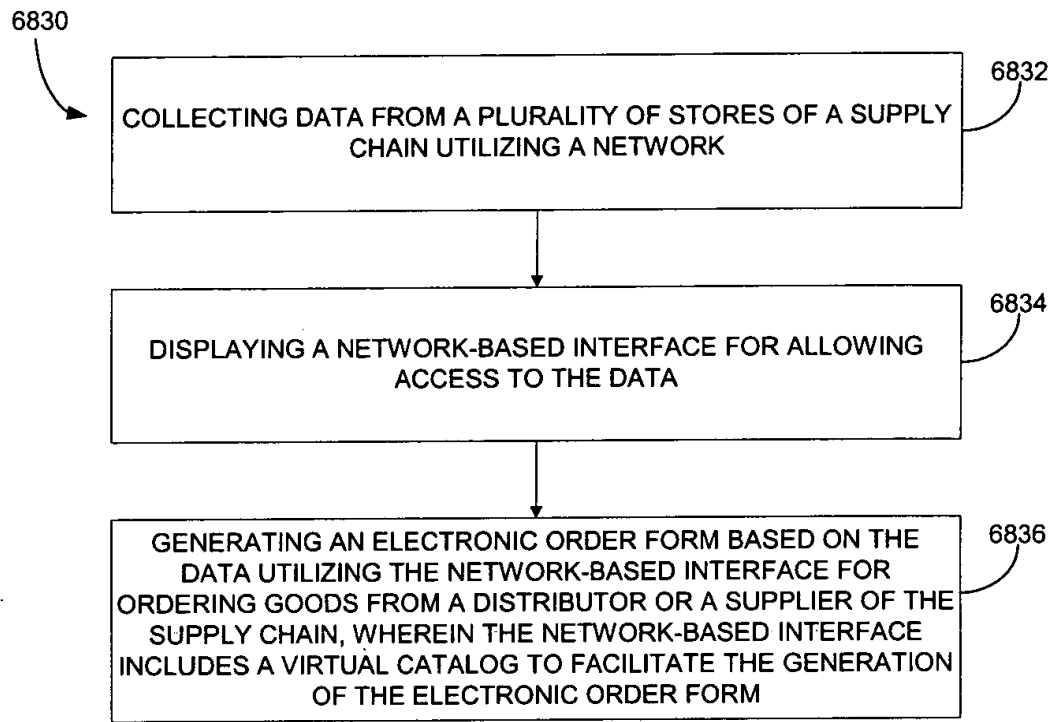 6830
6832
COLLECTING DATA FROM A PLURALITY OF STORES OF A SUPPLY
CHAIN UTILIZING A NETWORK
6834
DISPLAYING A NETWORK-BASED INTERFACE FOR ALLOWING
ACCESS TO THE DATA
6836
GENERATING AN ELECTRONIC ORDER FORM BASED ON THE
DATA UTILIZING THE NETWORK-BASED INTERFACE FOR
ORDERING GOODS FROM A DISTRIBUTOR OR A SUPPLIER OF THE
SUPPLY CHAIN, WHEREIN THE NETWORK-BASED INTERFACE
INCLUDES A VIRTUAL CATALOG TO FACILITATE THE GENERATION
OF THE ELECTRONIC ORDER FORM